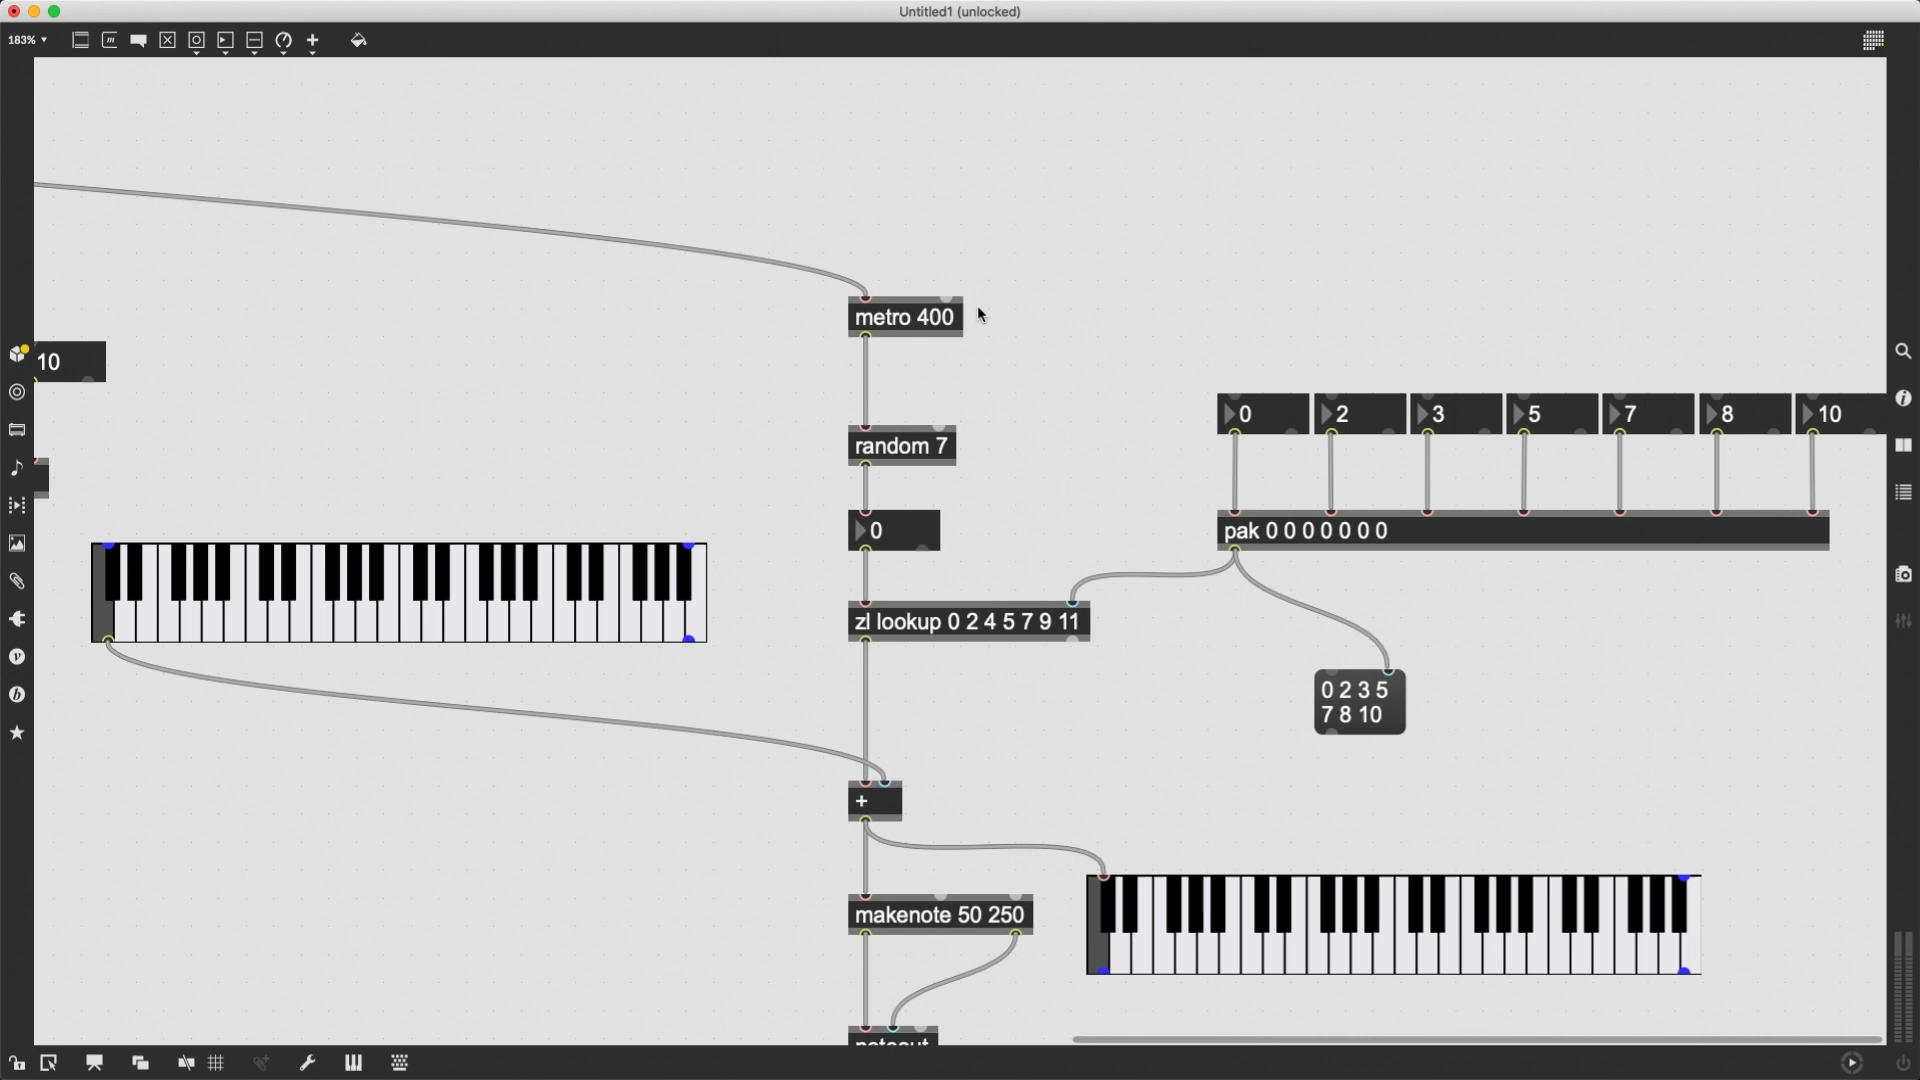 Untitled1 (unlocked)
183%
metro 400
10
0 2 3 5 7 8 10
random 7
0
pak 0 0 0 0 0 0 0
zl lookup 0 2 4 5 7 9 11
0 2 3 5
7 8 10
+
makenote 50 250
noteout